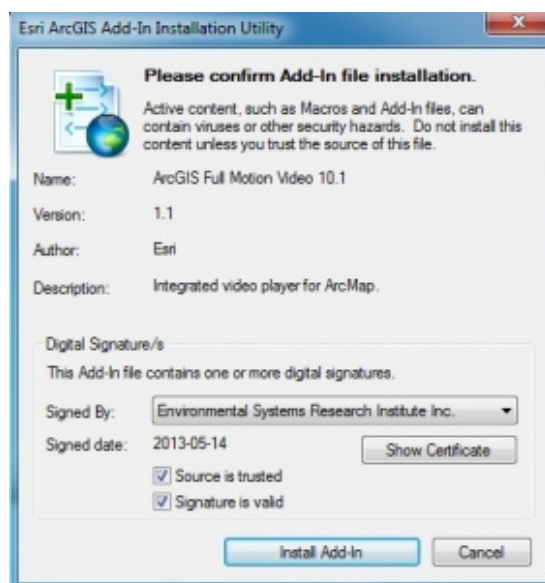 Esri ArcGIS Add-In Installation Utility
Please confirm Add-In file installation.
Active content, such as Macros and Add-In files, can
contain viruses or other security hazards. Do not install this
content unless you trust the source of this file.
Name: ArcGIS Full Motion Video 10.1
Version: 1.1
Author: Esri
Description: Integrated video player for ArcMap.
Digital Signature/s
This Add-In file contains one or more digital signatures.
Signed By: Environmental Systems Research Institute Inc.
Signed date: 2013-05-14 Show Certificate
Source is trusted
Signature is valid
Install Add-In Cancel